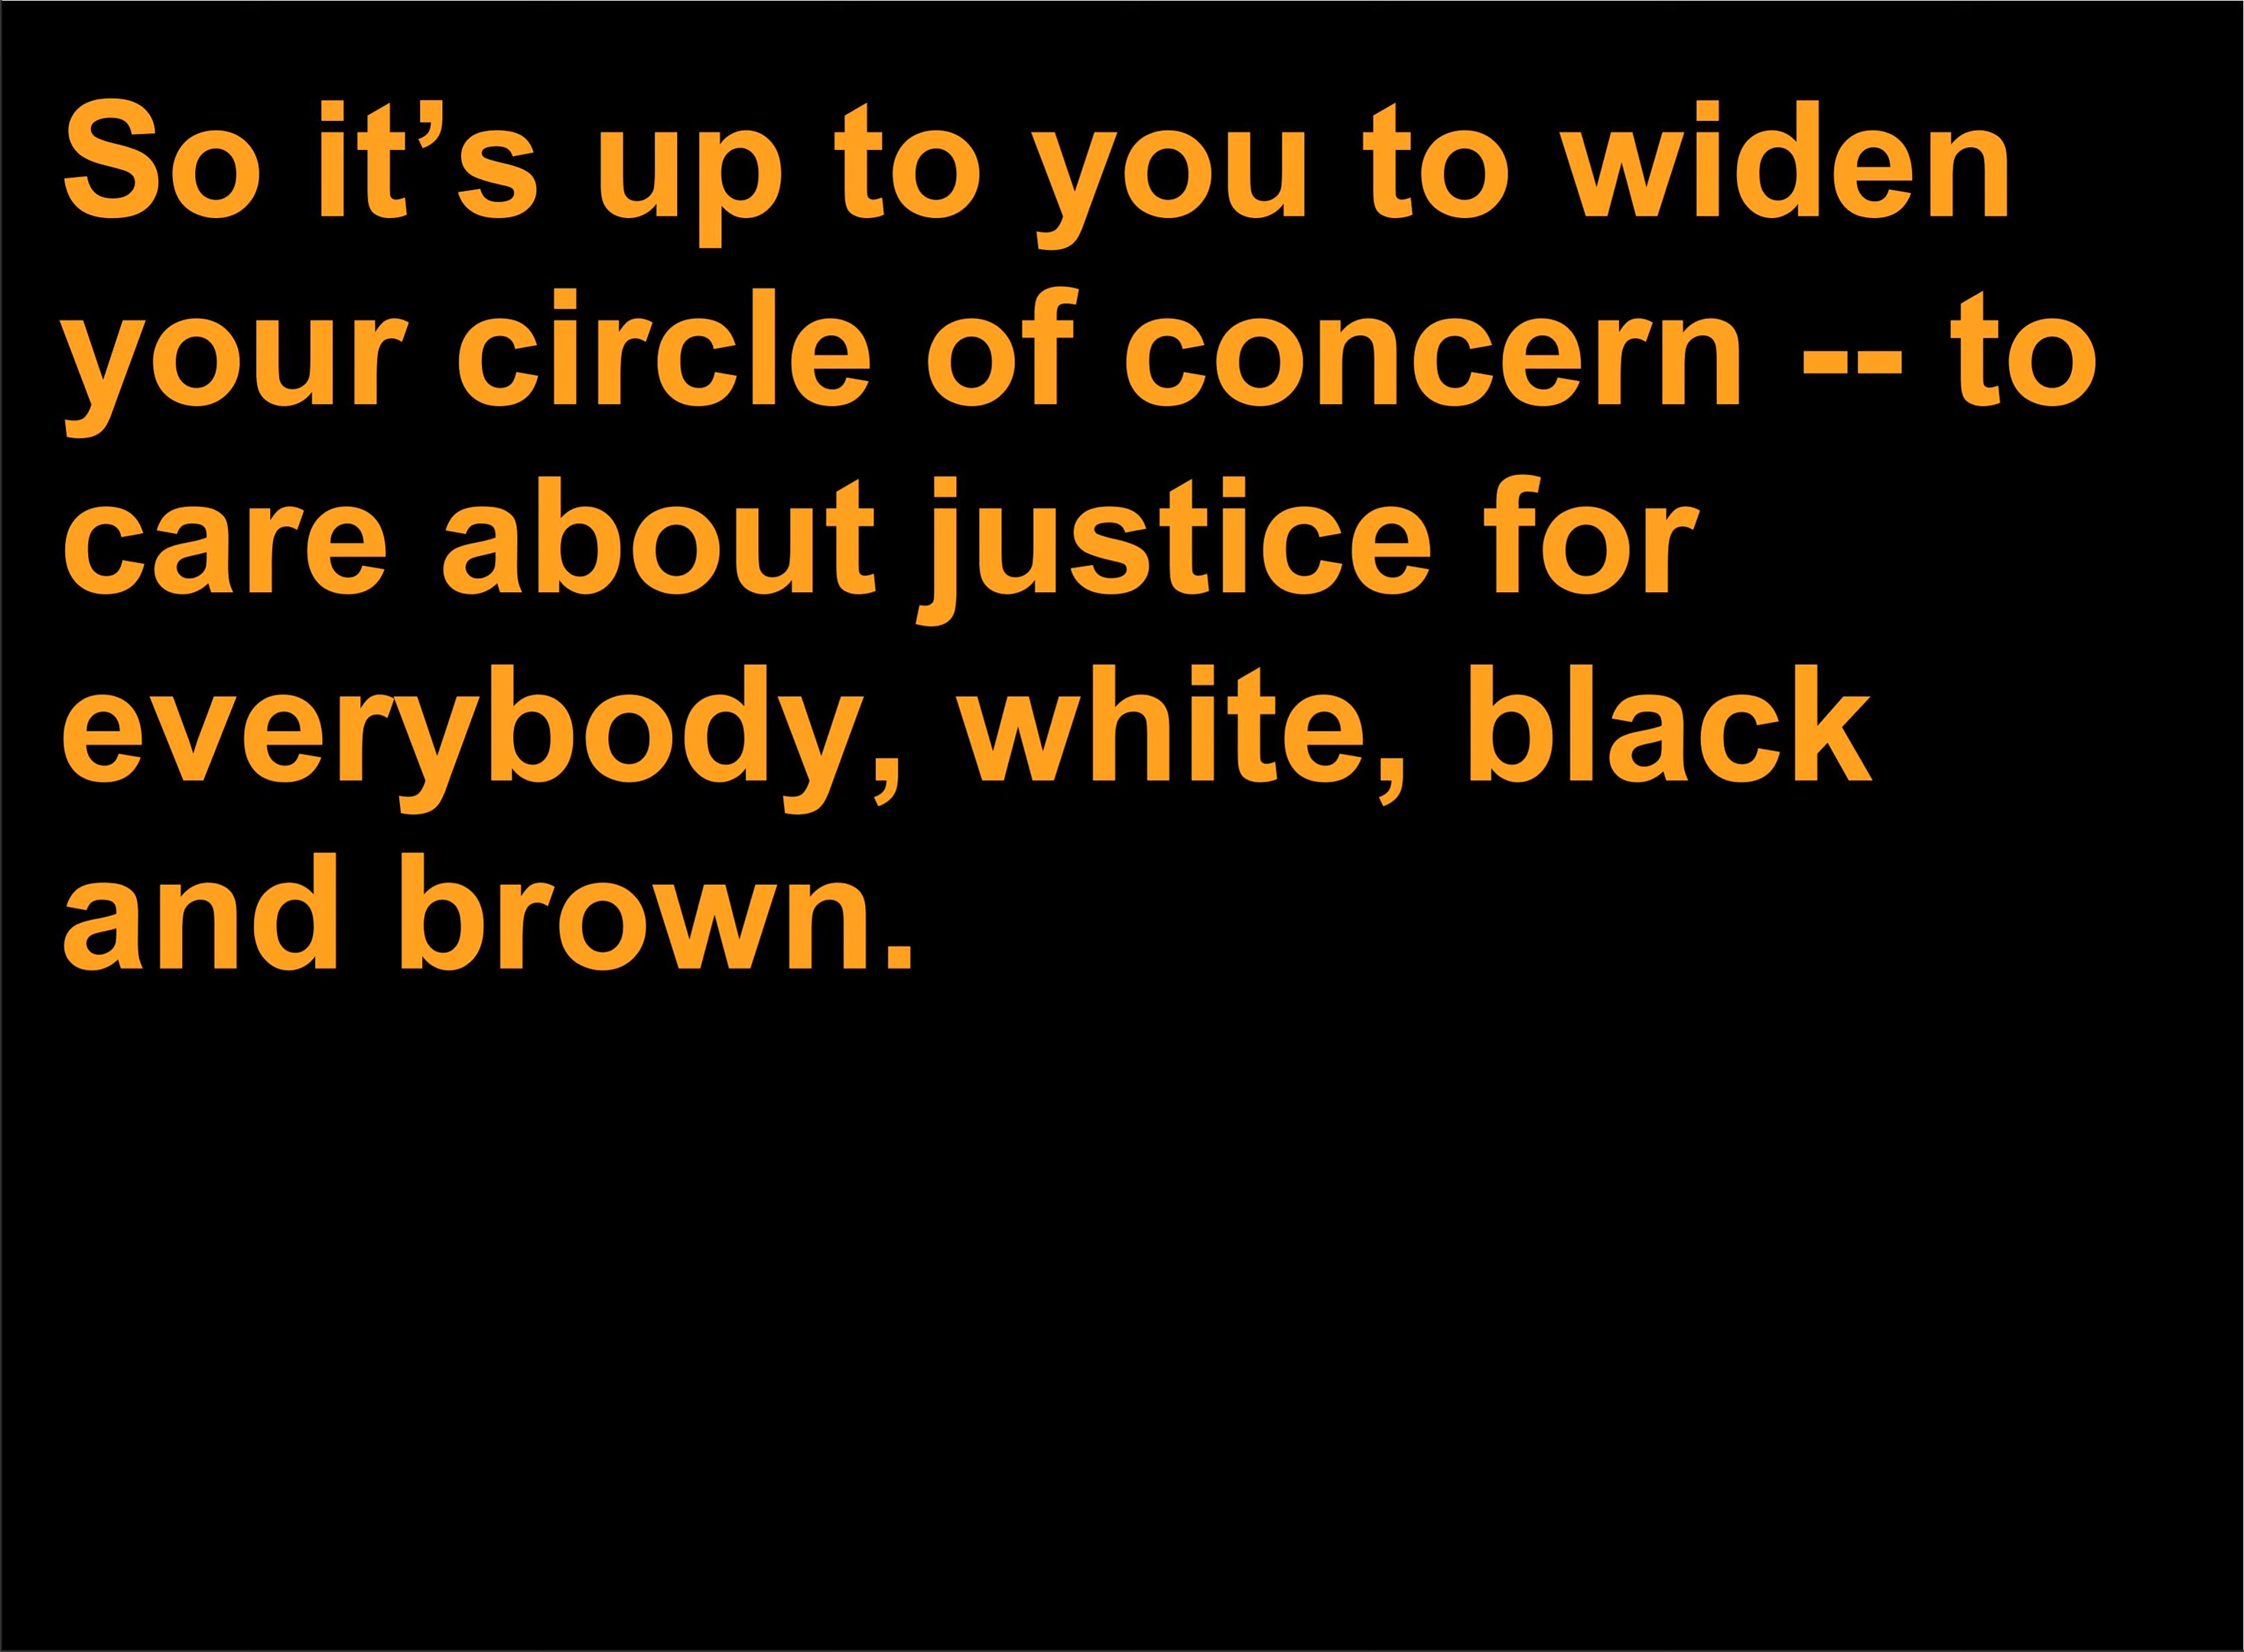 So it’s up to you to widen
your circle of concern -- to
care about justice for
everybody, white, black
and brown.